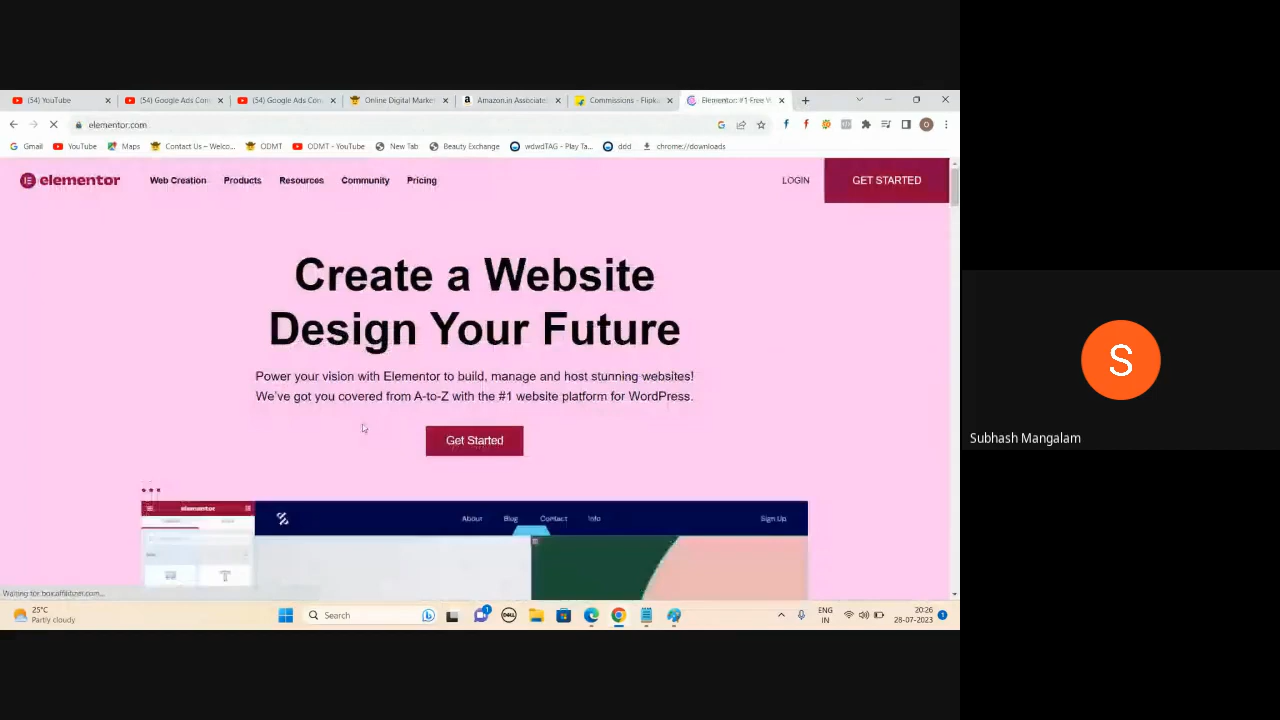 (54) YouTube
(54) Google Ads Con
(54) Google Ads Con
Online Digital Marke
Amazon.in Associate
Commissions - Flipk
Elementor: #1 Free W
elementor.com
Gmail
YouTube
Maps
Contact Us – Welco...
ODMT
ODMT - YouTube
New Tab
Beauty Exchange
wdwdTAG - Play Ta...
ddd
chrome://downloads
elementor
Web Creation
Products
Resources
Community
Pricing
LOGIN
GET STARTED
Create a Website
Design Your Future
Power your vision with Elementor to build, manage and host stunning websites!
We've got you covered from A-to-Z with the #1 website platform for WordPress.
Get Started
elementor
About
Blog
Contact
Info
Sign Up
S
Subhash Mangalam
25°C
Partly cloudy
Search
DELL
ENG
IN
20:26
28-07-2023